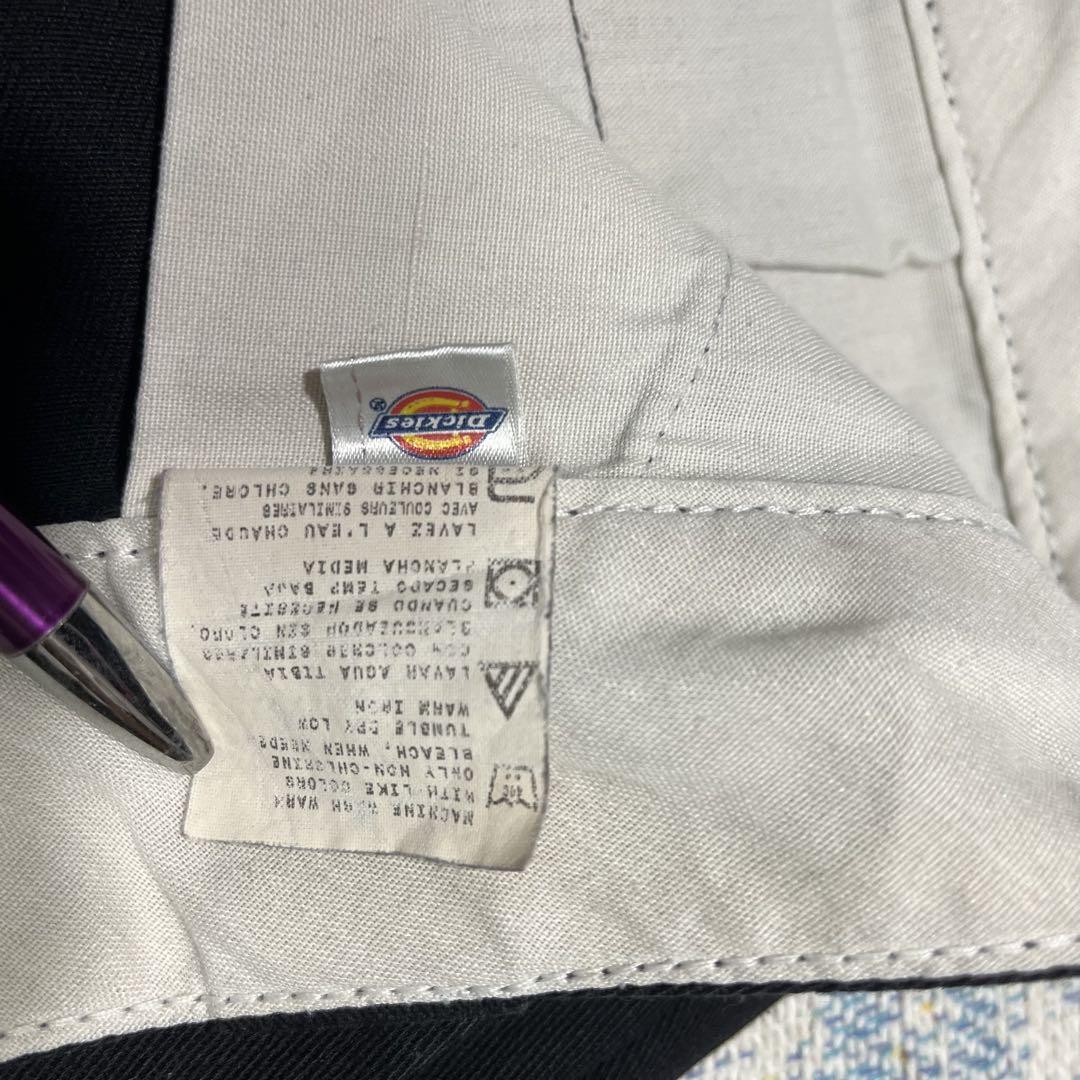 Dickies
®
MACHINE WASH WARM
WITH LIKE COLORS
ONLY NON-CHLORINE
BLEACH, WHEN NEEDED
TUMBLE DRY LOW
WARM IRON
LAVAR AGUA TIBIA
CON COLOR SIMILARES
BLANQUEADOR SIN CLORO,
CUANDO SE NECESITE
SECADO TEMP BAJA
PLANCHA MEDIA
LAVEZ A L'EAU CHAUDE
AVEC COULEURS SIMILAIRES
BLANCHIR SANS CHLORE,
SI NECESSAIRE